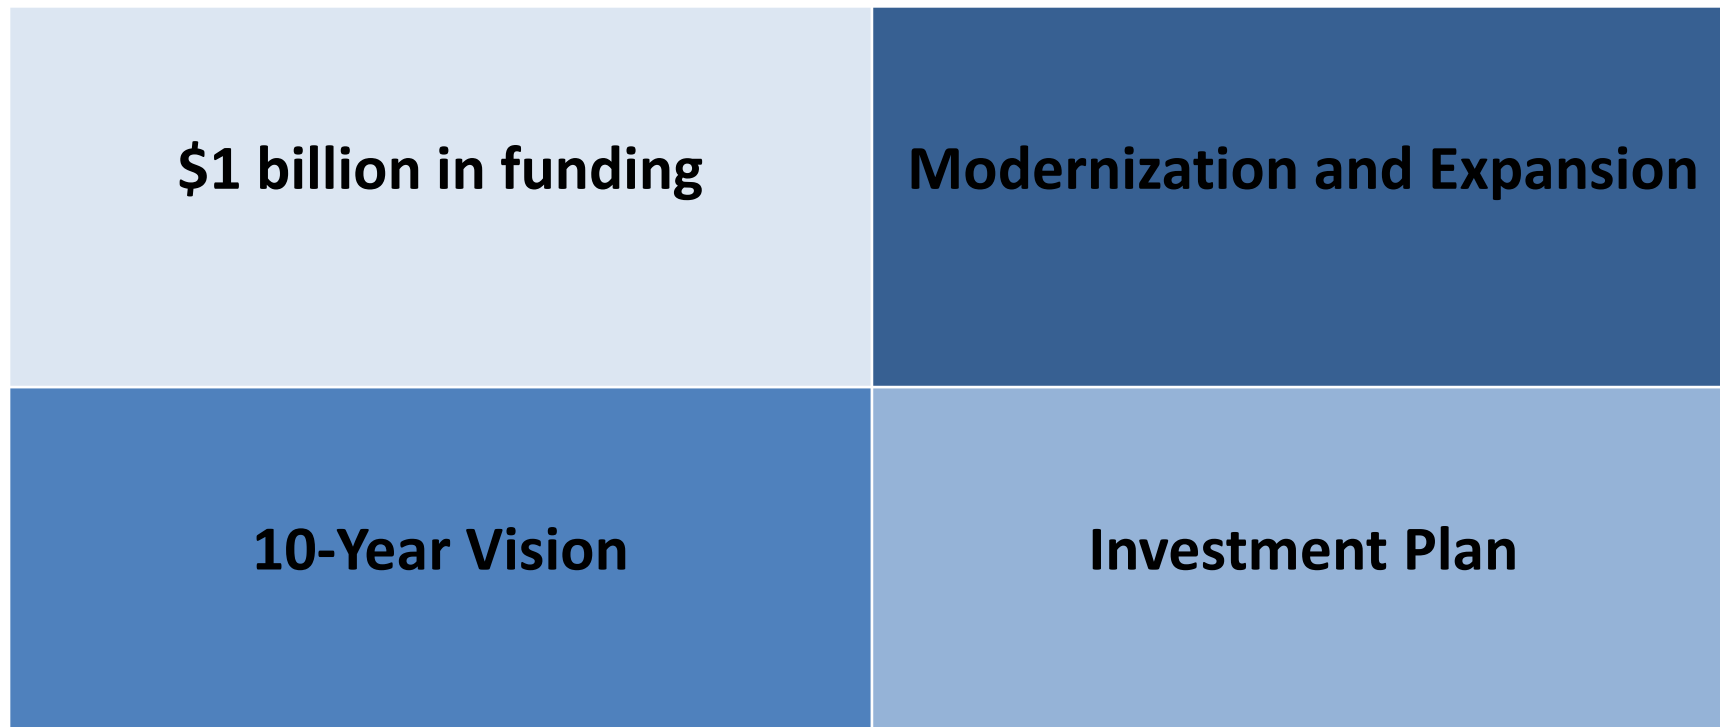 $1 billion in funding
Modernization and Expansion
10-Year Vision
Investment Plan